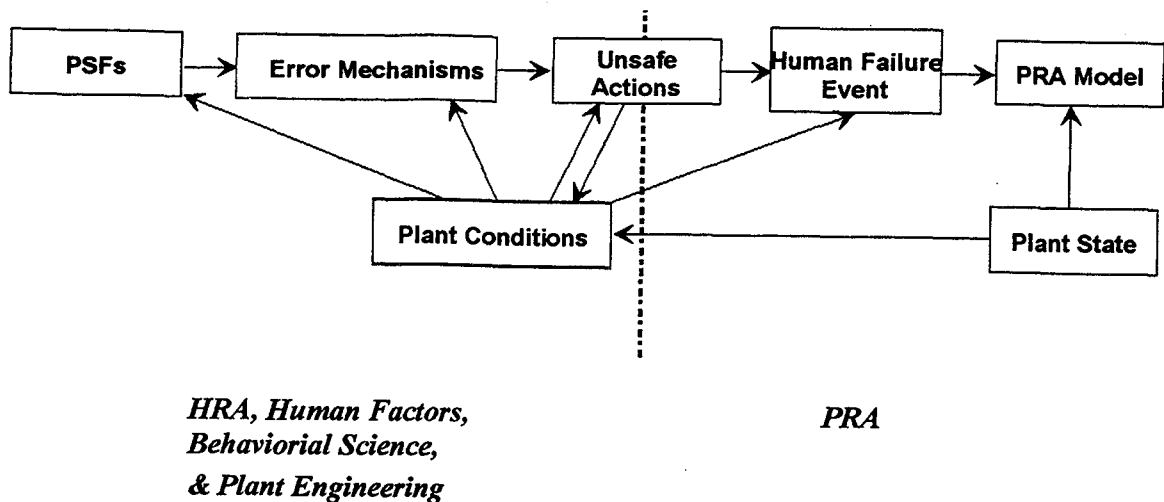 PSFs
Error Mechanisms
Unsafe
Actions
Human Failure
Event
PRA Model
Plant Conditions
Plant State
HRA, Human Factors,
Behaviorial Science,
& Plant Engineering
PRA